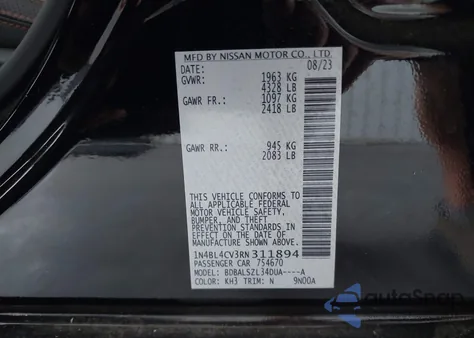 MFD BY NISSAN MOTOR CO., LTD.
DATE: 08/23
GVWR: 1963 KG
4328 LB
GAWR FR.: 1097 KG
2418 LB
GAWR RR.: 945 KG
2083 LB
THIS VEHICLE CONFORMS TO
ALL APPLICABLE FEDERAL
MOTOR VEHICLE SAFETY,
BUMPER, AND THEFT
PREVENTION STANDARDS IN
EFFECT ON THE DATE OF
MANUFACTURE SHOWN ABOVE.
1N4BL4CV3RN311894
PASSENGER CAR 754670
MODEL: BDBALSZL34DUA----A
COLOR: KH3 TRIM: N 9N00A
autoSnap